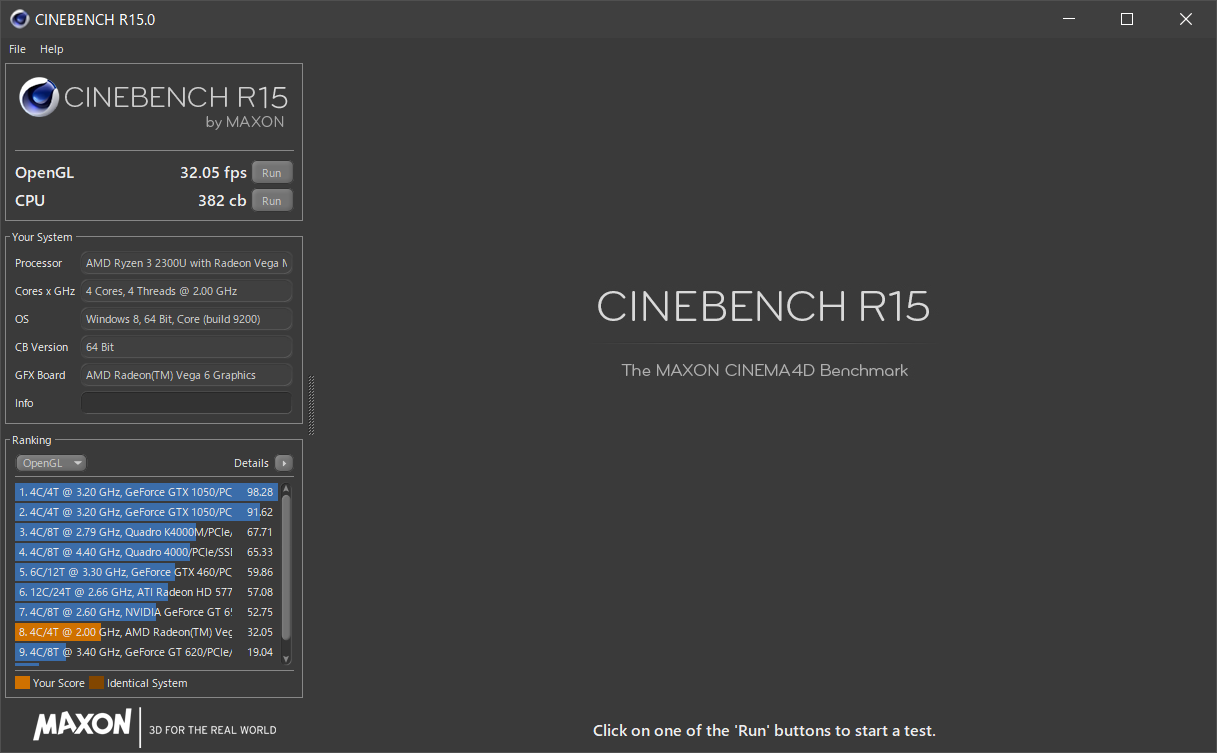 CINEBENCH R15.0
File Help
CINEBENCH R15
by MAXON
OpenGL 32.05 fps Run
CPU 382 cb Run
Your System
Processor AMD Ryzen 3 2300U with Radeon Vega M
Cores x GHz 4 Cores, 4 Threads @ 2.00 GHz
OS Windows 8, 64 Bit, Core (build 9200)
CB Version 64 Bit
GFX Board AMD Radeon(TM) Vega 6 Graphics
Info
Ranking
OpenGL Details
1. 4C/4T @ 3.20 GHz, GeForce GTX 1050/PC 98.28
2. 4C/4T @ 3.20 GHz, GeForce GTX 1050/PC 91.62
3. 4C/8T @ 2.79 GHz, Quadro K4000M/PCIe/ 67.71
4. 4C/8T @ 4.40 GHz, Quadro 4000/PCIe/SSI 65.33
5. 6C/12T @ 3.30 GHz, GeForce GTX 460/PC 59.86
6. 12C/24T @ 2.66 GHz, ATI Radeon HD 577 57.08
7. 4C/8T @ 2.60 GHz, NVIDIA GeForce GT 65 52.75
8. 4C/4T @ 2.00 GHz, AMD Radeon(TM) Veg 32.05
9. 4C/8T @ 3.40 GHz, GeForce GT 620/PCIe/ 19.04
Your Score Identical System
MAXON 3D FOR THE REAL WORLD
CINEBENCH R15
The MAXON CINEMA4D Benchmark
Click on one of the 'Run' buttons to start a test.